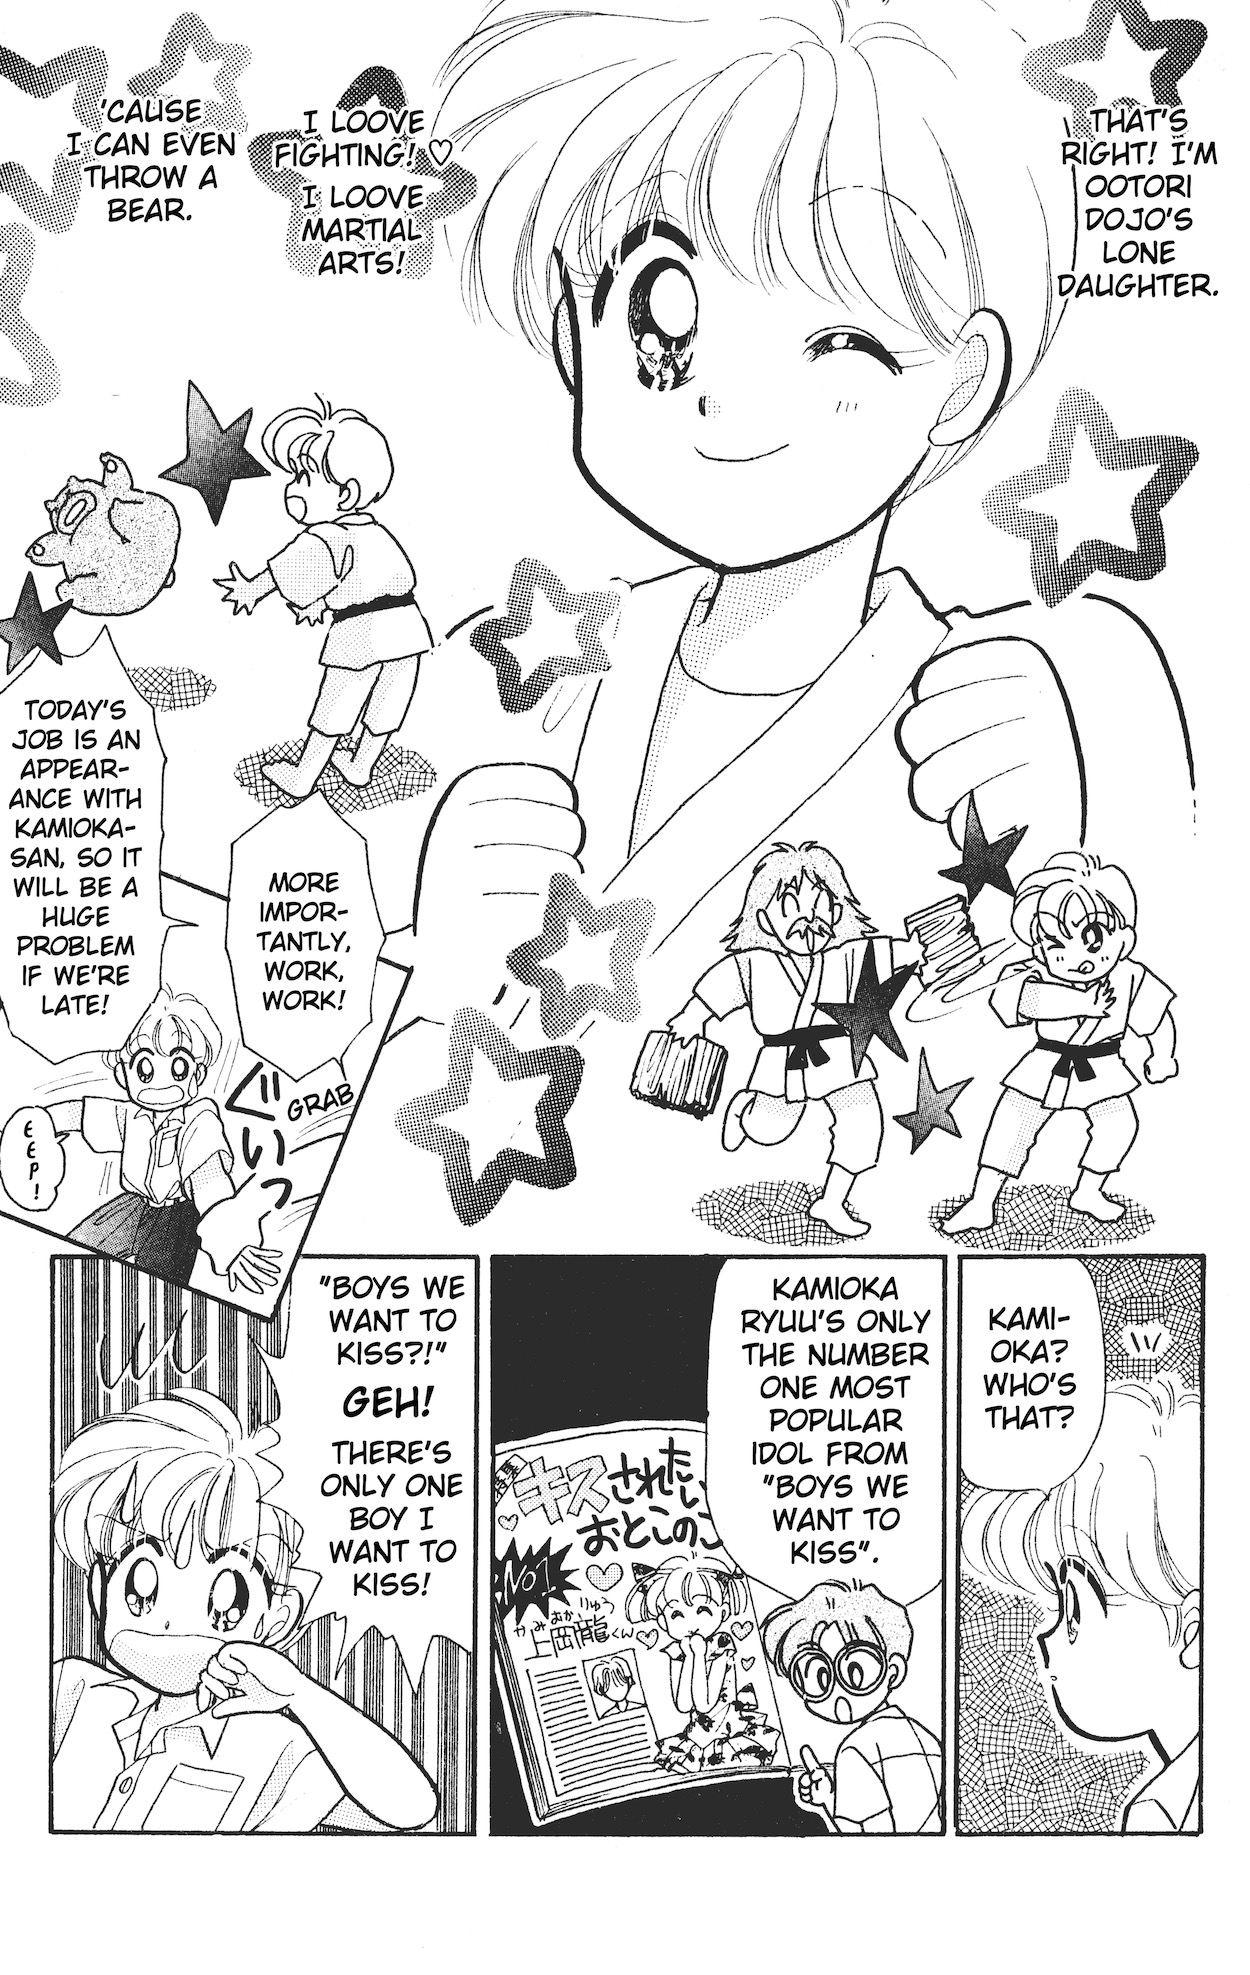 THAT'S
RIGHT! I'M
OOTORI
DOJO'S
LONE
DAUGHTER.
I LOOVE
FIGHTING! ♡
I LOOVE
MARTIAL
ARTS!
'CAUSE
I CAN EVEN
THROW A
BEAR.
MORE
IMPOR-
TANTLY,
WORK,
WORK!
TODAY'S
JOB IS AN
APPEAR-
ANCE WITH
KAMIOKA-
SAN, SO IT
WILL BE A
HUGE
PROBLEM
IF WE'RE
LATE!
ぐいっ
GRAB
EEP!
KAMI-
OKA?
WHO'S
THAT?
KAMIOKA
RYUU'S ONLY
THE NUMBER
ONE MOST
POPULAR
IDOL FROM
"BOYS WE
WANT TO
KISS".
キスされたい
おとこのこ
No1
かみおかりゅう
上岡龍くん
"BOYS WE
WANT TO
KISS?!"
GEH!
THERE'S
ONLY ONE
BOY I
WANT TO
KISS!